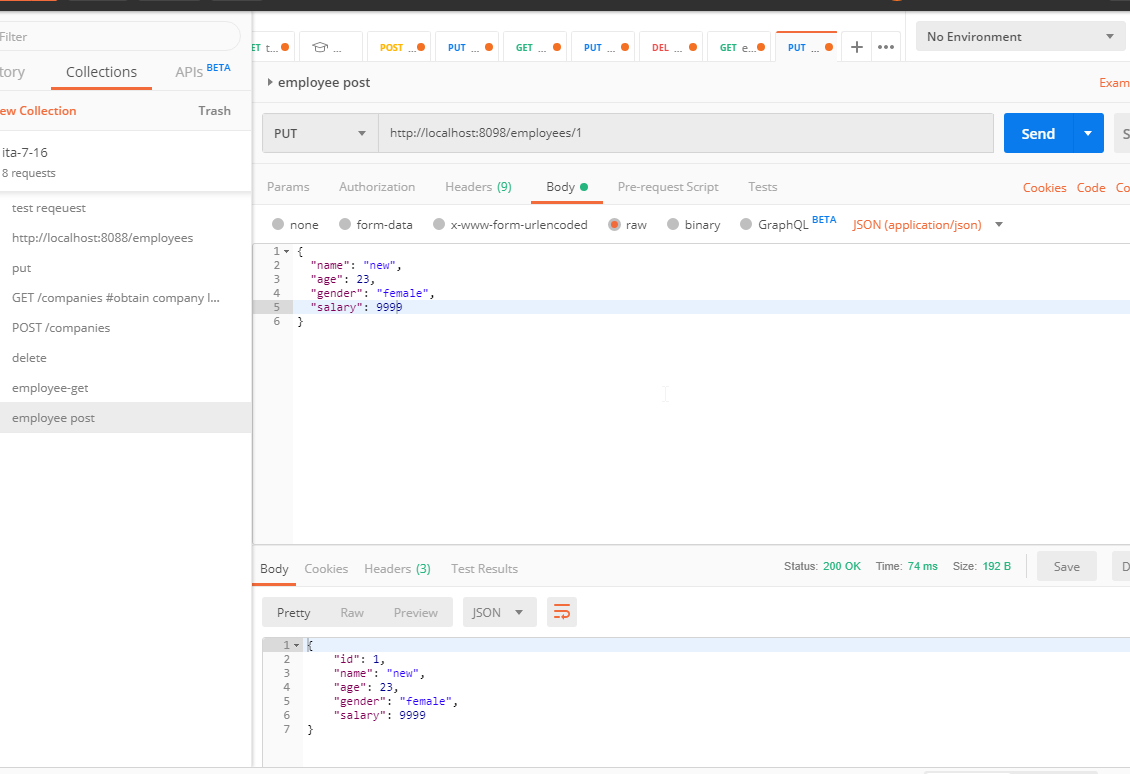 Filter
tory Collections APIs BETA
ew Collection Trash
ita-7-16
8 requests
test reqeuest
http://localhost:8088/employees
put
GET /companies #obtain company l...
POST /companies
delete
employee-get
employee post
ET t... ... POST ... PUT ... GET ... PUT ... DEL ... GET e... PUT ... + •••
No Environment
employee post
Exam
PUT http://localhost:8098/employees/1 Send S
Params Authorization Headers (9) Body Pre-request Script Tests Cookies Code Co
none form-data x-www-form-urlencoded raw binary GraphQL BETA JSON (application/json)
1 {
2 "name": "new",
3 "age": 23,
4 "gender": "female",
5 "salary": 9999
6 }
Body Cookies Headers (3) Test Results Status: 200 OK Time: 74 ms Size: 192 B Save D
Pretty Raw Preview JSON
1 {
2 "id": 1,
3 "name": "new",
4 "age": 23,
5 "gender": "female",
6 "salary": 9999
7 }